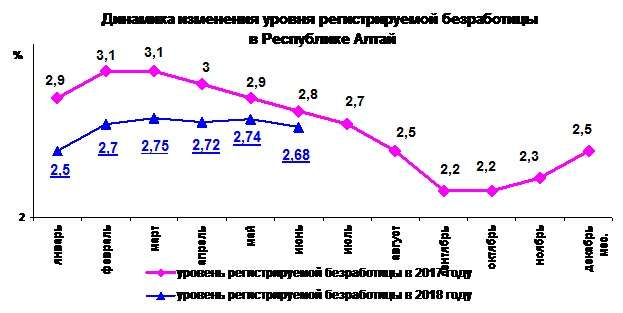 Динамика изменения уровня регистрируемой безработицы
в Республике Алтай
%
2,9
3,1
3,1
3
2,9
2,8
2,7
2,5
2,2
2,2
2,3
2,5
2,5
2,7
2,75
2,72
2,74
2,68
2
январь
февраль
март
апрель
май
июнь
июль
август
сентябрь
октябрь
ноябрь
декабрь
мес.
уровень регистрируемой безработицы в 2017 году
уровень регистрируемой безработицы в 2018 году